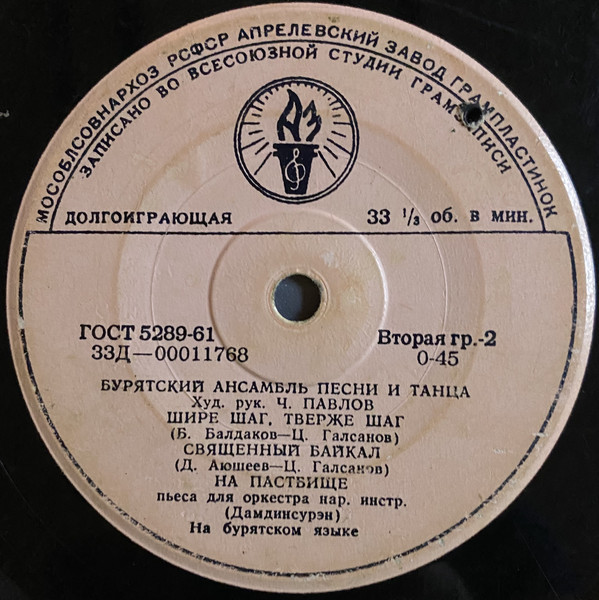 МОСОБЛСОВНАРХОЗ РСФСР АПРЕЛЕВСКИЙ ЗАВОД ГРАМПЛАСТИНОК
ЗАПИСАНО ВО ВСЕСОЮЗНОЙ СТУДИИ ГРАМЗАПИСИ
АЗ
ДОЛГОИГРАЮЩАЯ 33 ⅓ об. в мин.
ГОСТ 5289-61 Вторая гр.-2
33Д—00011768 0-45
БУРЯТСКИЙ АНСАМБЛЬ ПЕСНИ И ТАНЦА
Худ. рук. Ч. ПАВЛОВ
ШИРЕ ШАГ, ТВЕРЖЕ ШАГ
(Б. Балдаков—Ц. Галсанов)
СВЯЩЕННЫЙ БАЙКАЛ
(Д. Аюшеев—Ц. Галсанов)
НА ПАСТБИЩЕ
пьеса для оркестра нар. инстр.
(Дамдинсурэн)
На бурятском языке